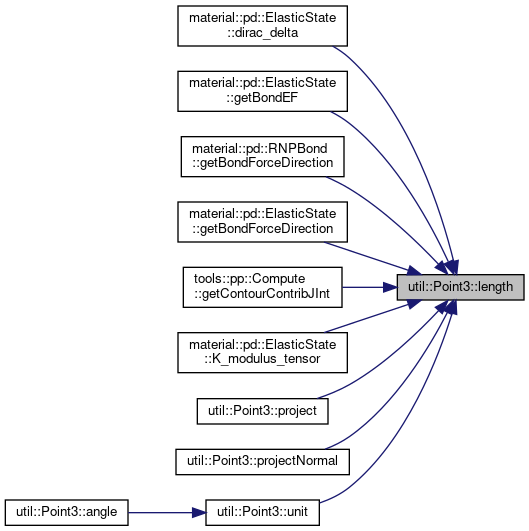 material::pd::ElasticState
::dirac_delta
material::pd::ElasticState
::getBondEF
material::pd::RNPBond
::getBondForceDirection
material::pd::ElasticState
::getBondForceDirection
tools::pp::Compute
::getContourContribJInt
util::Point3::length
material::pd::ElasticState
::K_modulus_tensor
util::Point3::project
util::Point3::projectNormal
util::Point3::angle
util::Point3::unit